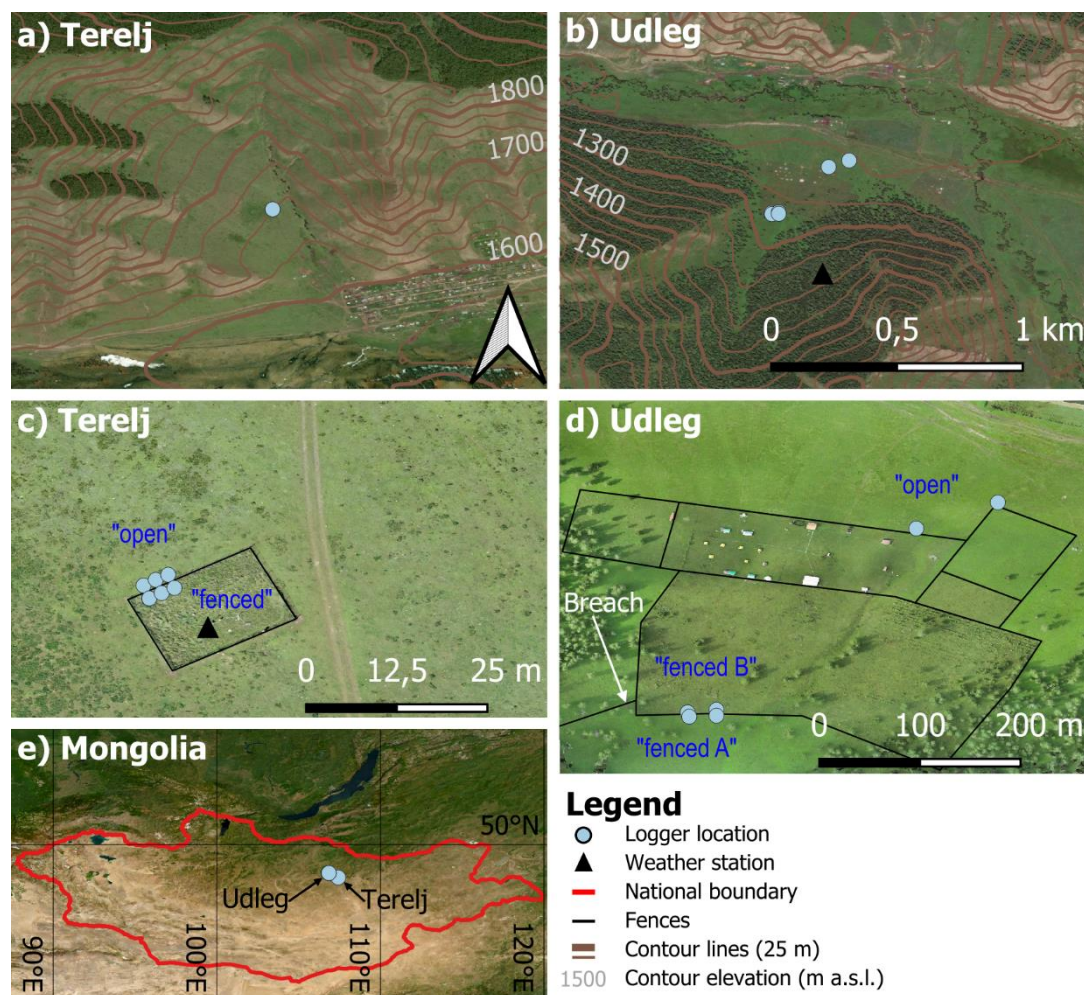 a) Terelj
1800
1700
1600
b) Udleg
1300
1400
1500
0 0,5 1 km
c) Terelj
"open"
"fenced"
0 12,5 25 m
d) Udleg
"open"
Breach
"fenced B"
"fenced A"
0 100 200 m
e) Mongolia
50°N
Udleg
Terelj
90°E
100°E
110°E
120°E
Legend
Logger location
Weather station
National boundary
Fences
Contour lines (25 m)
1500 Contour elevation (m a.s.l.)